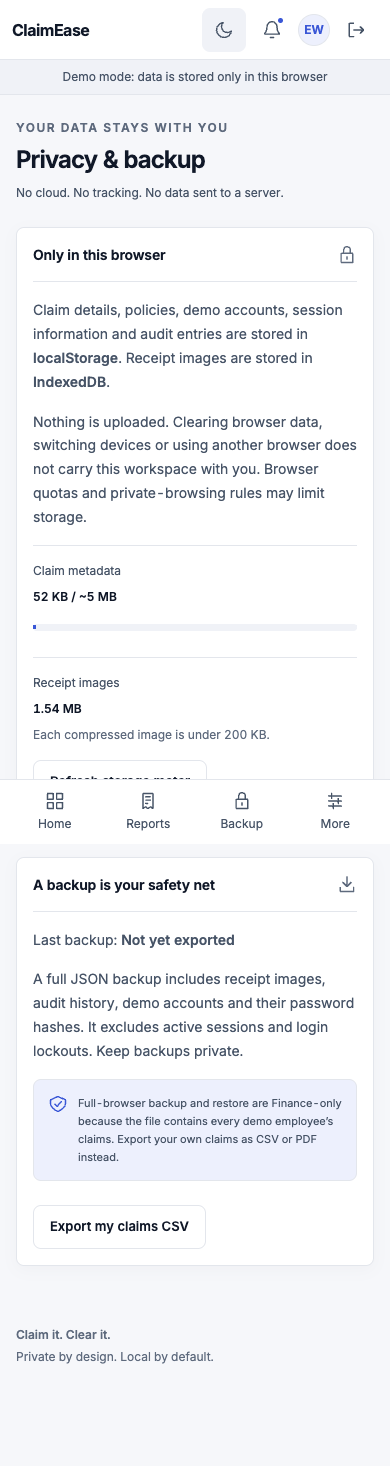 ClaimEase
EW
Demo mode: data is stored only in this browser
YOUR DATA STAYS WITH YOU
Privacy & backup
No cloud. No tracking. No data sent to a server.
Only in this browser
Claim details, policies, demo accounts, session
information and audit entries are stored in
localStorage. Receipt images are stored in
IndexedDB.
Nothing is uploaded. Clearing browser data,
switching devices or using another browser does
not carry this workspace with you. Browser
quotas and private-browsing rules may limit
storage.
Claim metadata
52 KB / ~5 MB
Receipt images
1.54 MB
Each compressed image is under 200 KB.
Refresh storage meter
Home
Reports
Backup
More
A backup is your safety net
Last backup: Not yet exported
A full JSON backup includes receipt images,
audit history, demo accounts and their password
hashes. It excludes active sessions and login
lockouts. Keep backups private.
Full-browser backup and restore are Finance-only
because the file contains every demo employee's
claims. Export your own claims as CSV or PDF
instead.
Export my claims CSV
Claim it. Clear it.
Private by design. Local by default.